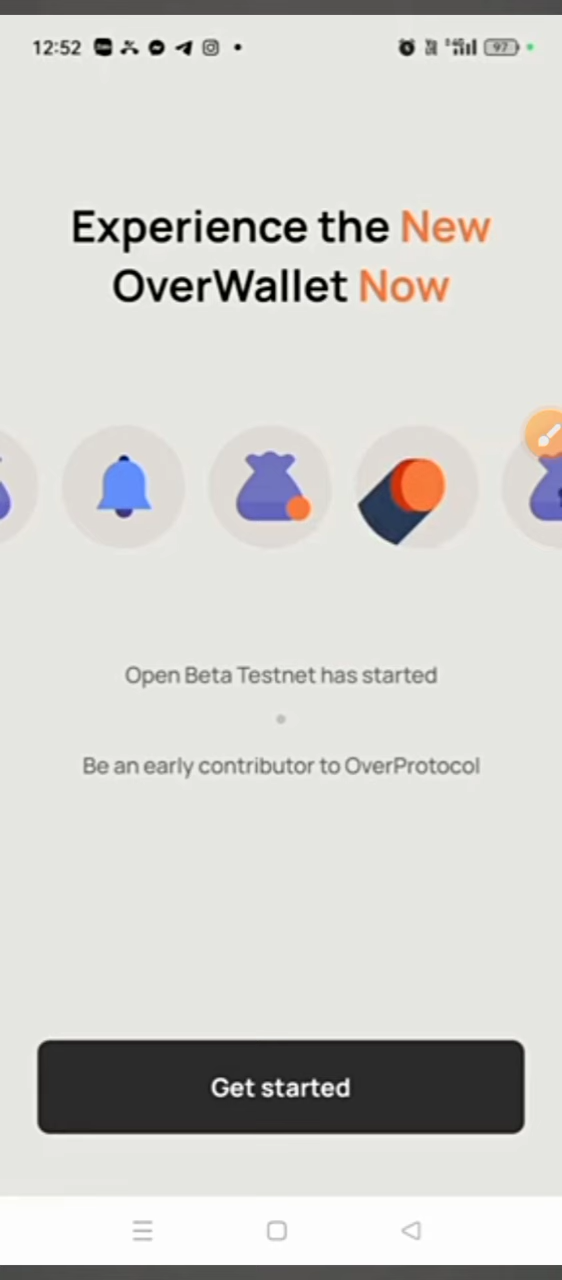 12:52
97
Experience the New
OverWallet Now
Open Beta Testnet has started
Be an early contributor to OverProtocol
Get started